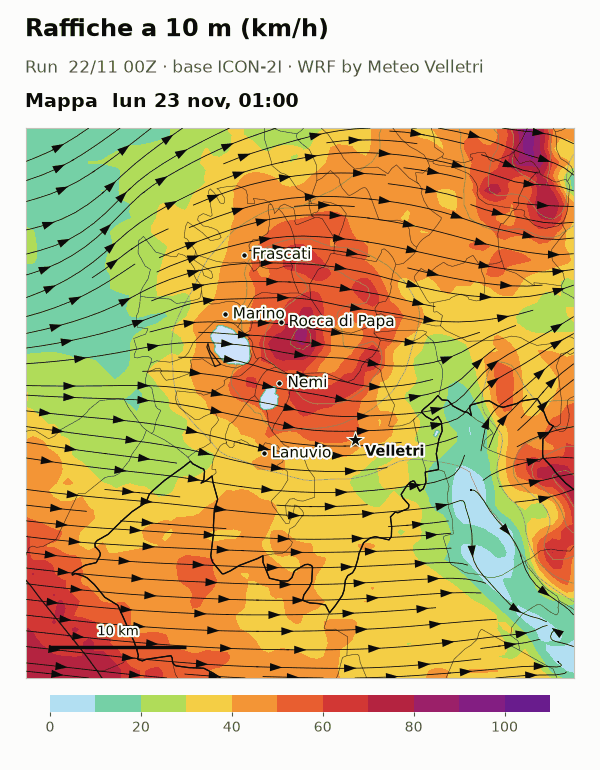 Raffiche a 10 m (km/h)
Run  22/11 00Z · base ICON-2I · WRF by Meteo Velletri
Mappa  lun 23 nov, 01:00
Frascati
Marino
Rocca di Papa
Nemi
Velletri
Lanuvio
10 km
0 20 40 60 80 100